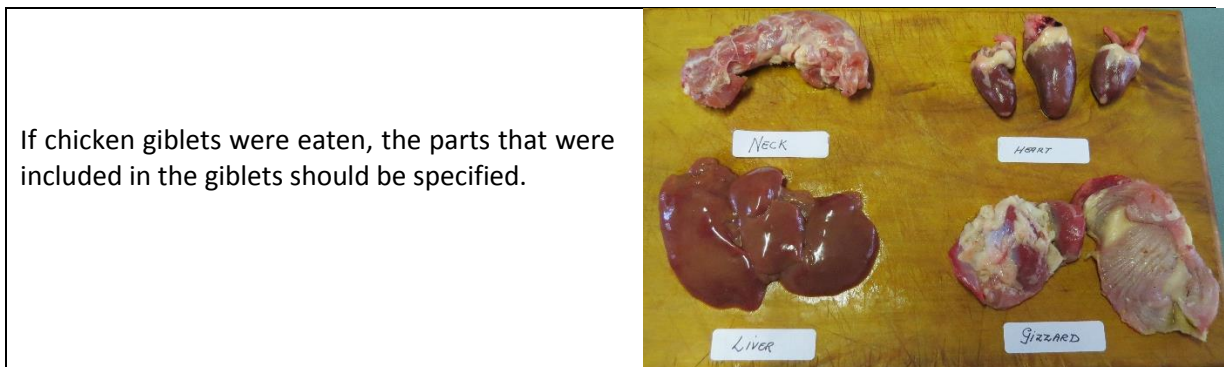 If chicken giblets were eaten, the parts that were
included in the giblets should be specified.
NECK
HEART
LIVER
GIZZARD